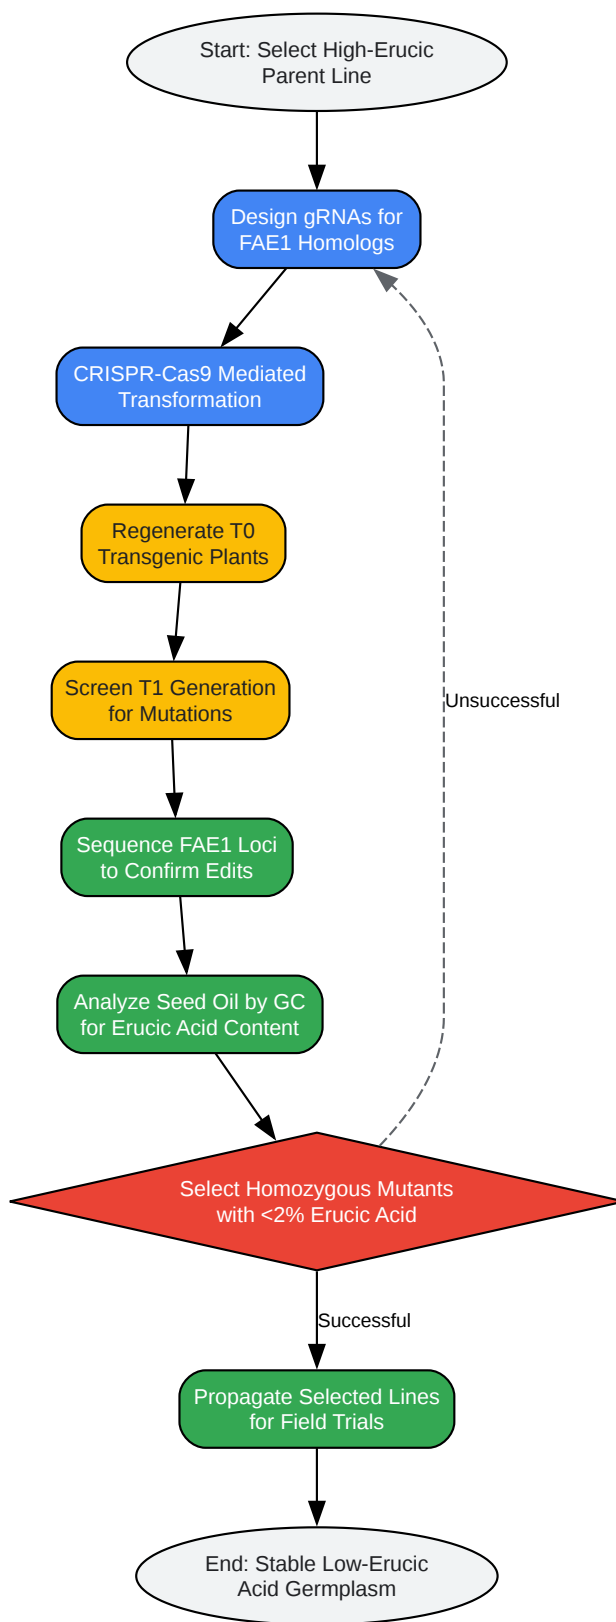 Start: Select High-Erucic
Parent Line
Design gRNAs for
FAE1 Homologs
CRISPR-Cas9 Mediated
Transformation
Regenerate T0
Transgenic Plants
Screen T1 Generation
for Mutations
Unsuccessful
Sequence FAE1 Loci
to Confirm Edits
Analyze Seed Oil by GC
for Erucic Acid Content
Select Homozygous Mutants
with <2% Erucic Acid
Successful
Propagate Selected Lines
for Field Trials
End: Stable Low-Erucic
Acid Germplasm